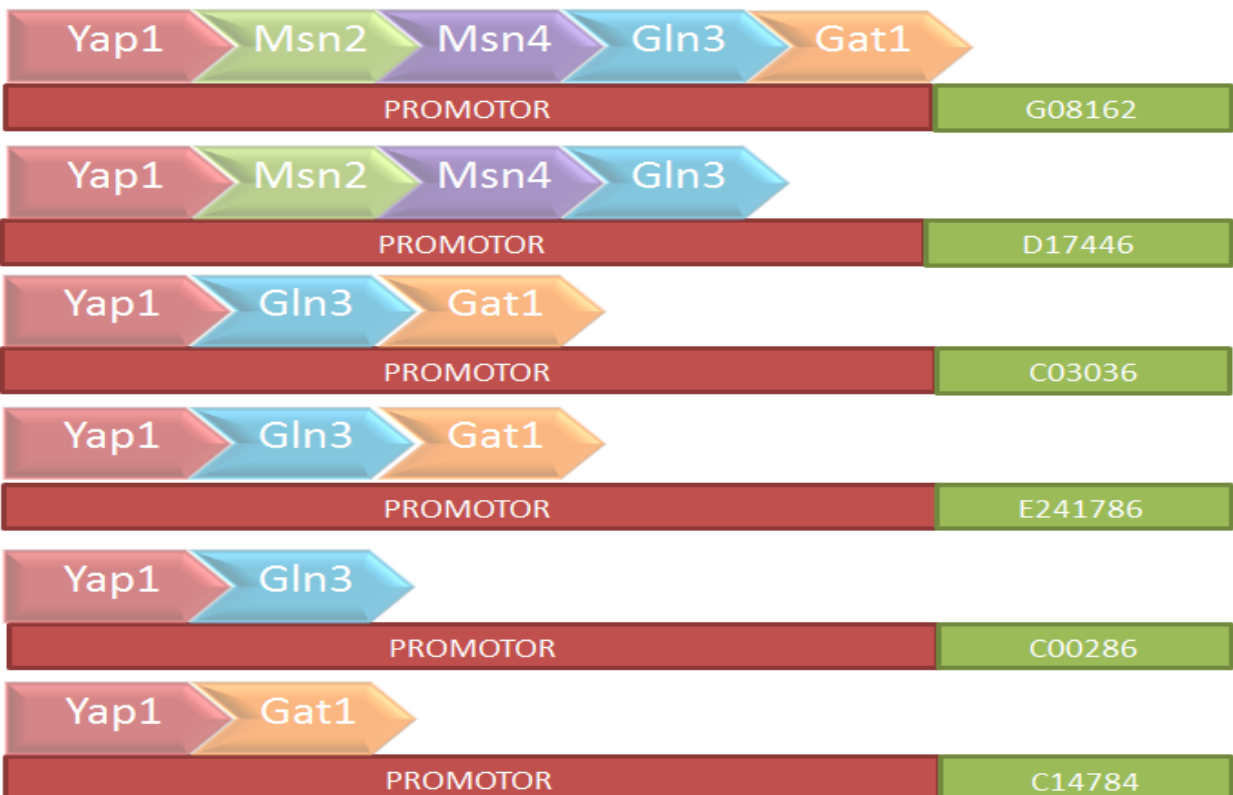 Yap1 Msn2 Msn4 Gln3 Gat1
PROMOTOR G08162
Yap1 Msn2 Msn4 Gln3
PROMOTOR D17446
Yap1 Gln3 Gat1
PROMOTOR C03036
Yap1 Gln3 Gat1
PROMOTOR E241786
Yap1 Gln3
PROMOTOR C00286
Yap1 Gat1
PROMOTOR C14784